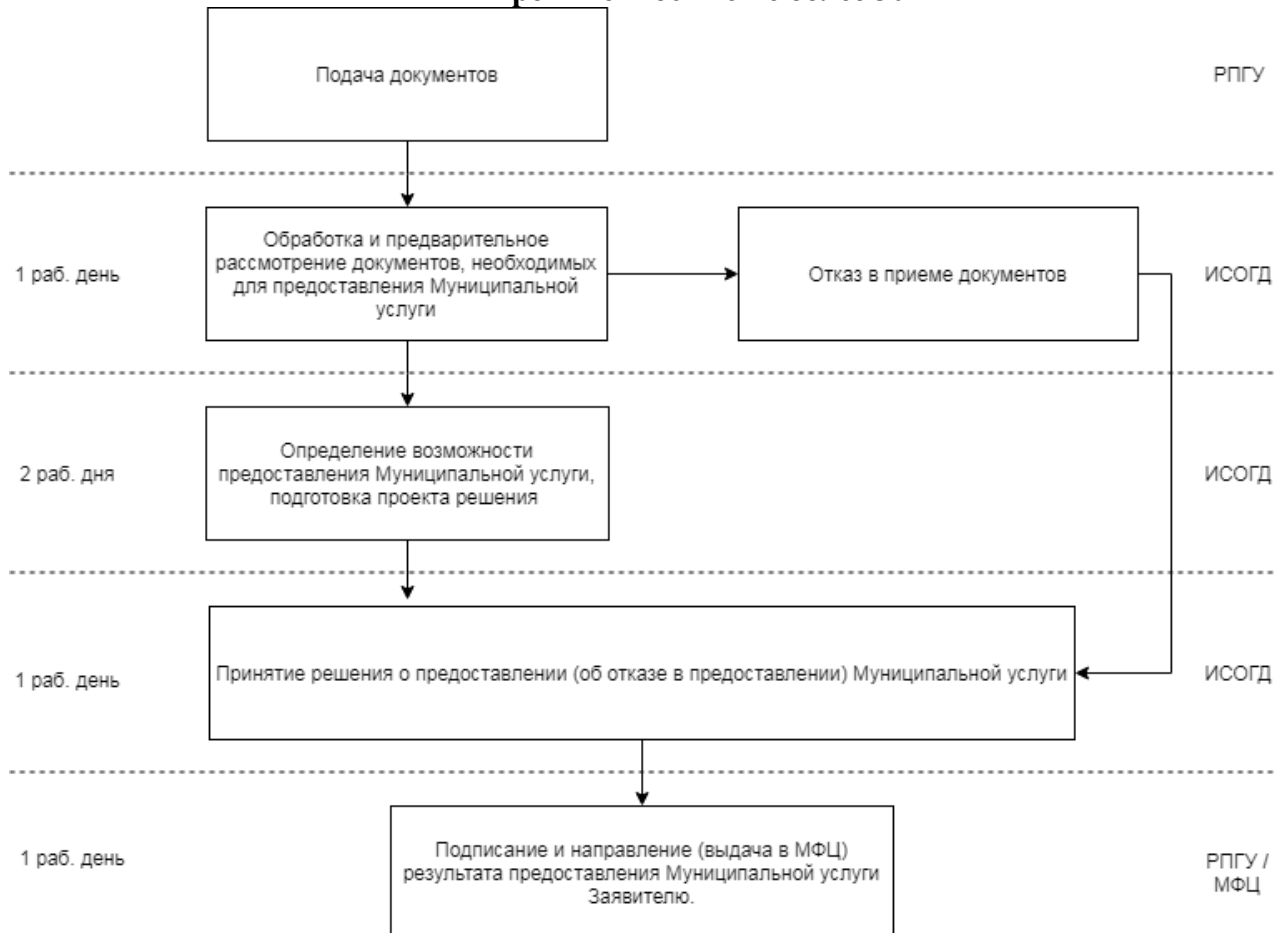 Подача документов
РПГУ
Обработка и предварительное
рассмотрение документов, необходимых
для предоставления Муниципальной
услуги
1 раб. день
Отказ в приеме документов
ИСОГД
Определение возможности
предоставления Муниципальной услуги,
подготовка проекта решения
2 раб. дня
ИСОГД
1 раб. день
Принятие решения о предоставлении (об отказе в предоставлении) Муниципальной услуги
ИСОГД
1 раб. день
Подписание и направление (выдача в МФЦ)
результата предоставления Муниципальной услуги
Заявителю.
РПГУ /
МФЦ